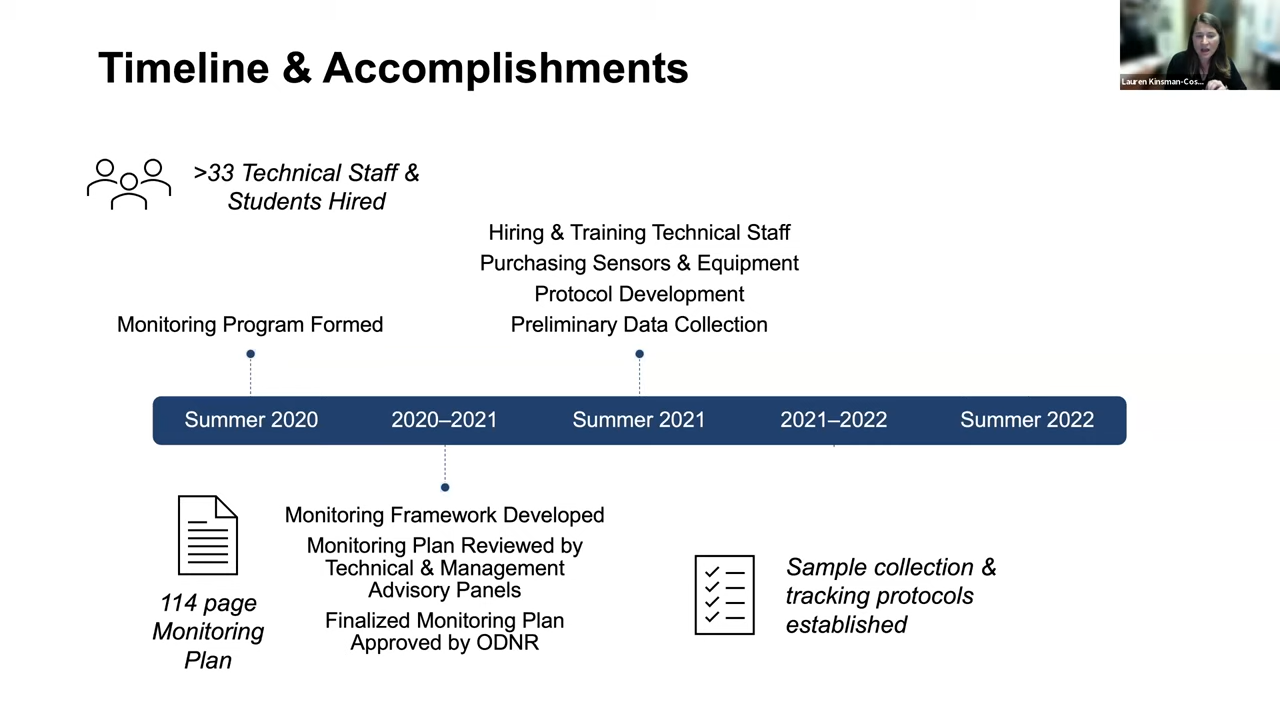 Timeline & Accomplishments
Lauren Kinsman-Cos...
>33 Technical Staff &
Students Hired
Hiring & Training Technical Staff
Purchasing Sensors & Equipment
Protocol Development
Preliminary Data Collection
Monitoring Program Formed
Summer 2020
2020–2021
Summer 2021
2021–2022
Summer 2022
114 page
Monitoring
Plan
Monitoring Framework Developed
Monitoring Plan Reviewed by
Technical & Management
Advisory Panels
Finalized Monitoring Plan
Approved by ODNR
Sample collection &
tracking protocols
established